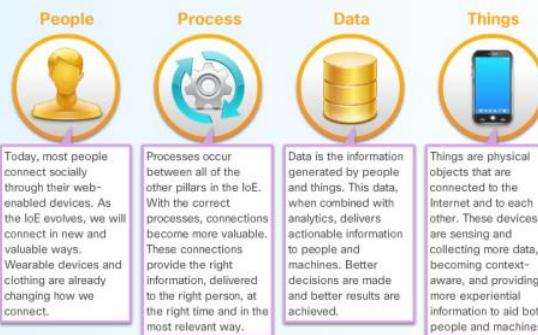 People
Process
Data
Things
Today, most people
connect socially
through their web-
enabled devices. As
the IoE evolves, we will
connect in new and
valuable ways.
Wearable devices and
clothing are already
changing how we
connect.
Processes occur
between all of the
other pillars in the IoE.
With the correct
processes, connections
become more valuable.
These connections
provide the right
information, delivered
to the right person, at
the right time and in the
most relevant way.
Data is the information
generated by people
and things. This data,
when combined with
analytics, delivers
actionable information
to people and
machines. Better
decisions are made
and better results are
achieved.
Things are physical
objects that are
connected to the
Internet and to each
other. These devices
are sensing and
collecting more data,
becoming context-
aware, and providing
more experiential
information to aid both
people and machines